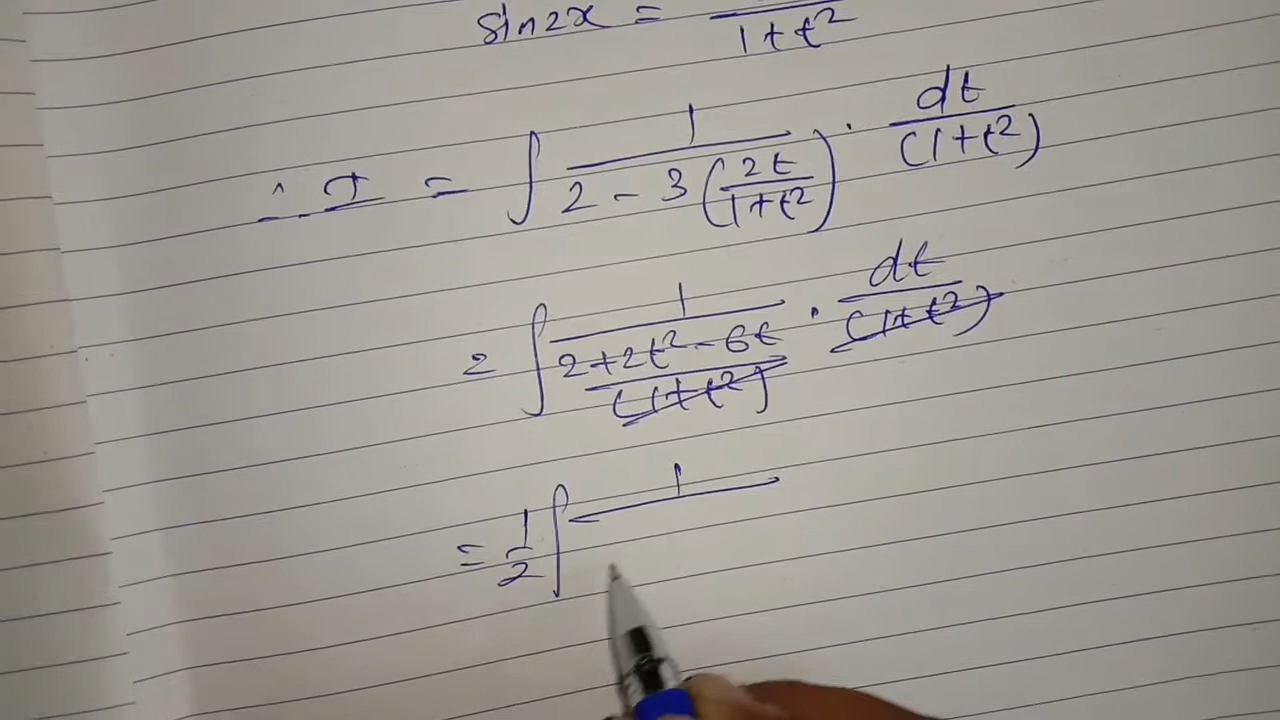 sin2x = ‾/1+t²
∴ I = ∫ 1/2 - 3(2t/1+t²) · dt/(1+t²)
= ∫ 1/2+2t²-6t/(1+t²) · dt/(1+t²)
= 1/2 ∫ 1/